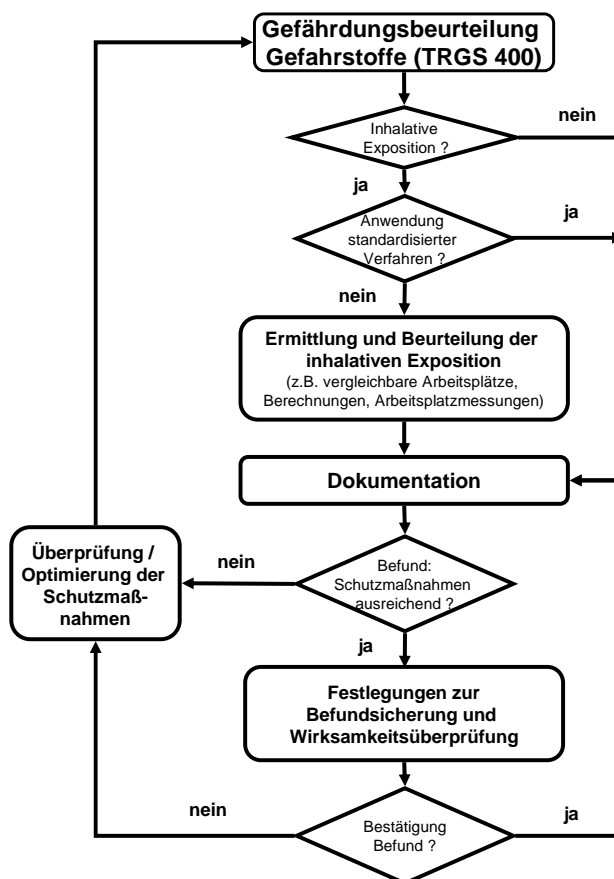 Gefährdungsbeurteilung
Gefahrstoffe (TRGS 400)
nein
Inhalative
Exposition ?
ja
Anwendung
standardisierter
Verfahren ?
ja
nein
Ermittlung und Beurteilung der
inhalativen Exposition
(z.B. vergleichbare Arbeitsplätze,
Berechnungen, Arbeitsplatzmessungen)
Dokumentation
Überprüfung /
Optimierung der
Schutzmaß-
nahmen
nein
Befund:
Schutzmaßnahmen
ausreichend ?
ja
Festlegungen zur
Befundsicherung und
Wirksamkeitsüberprüfung
nein
Bestätigung
Befund ?
ja